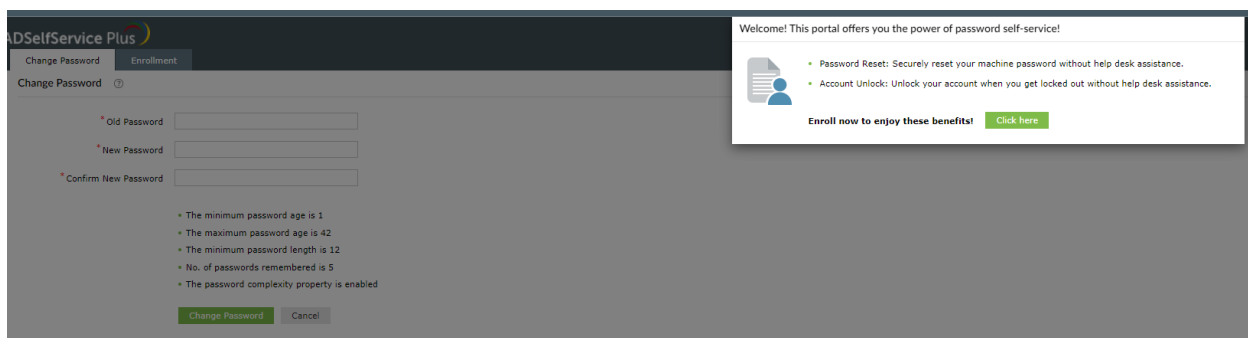 ADSelfService Plus
Change Password Enrollment
Change Password ?
* Old Password
* New Password
* Confirm New Password
• The minimum password age is 1
• The maximum password age is 42
• The minimum password length is 12
• No. of passwords remembered is 5
• The password complexity property is enabled
Change Password Cancel
Welcome! This portal offers you the power of password self-service!
• Password Reset: Securely reset your machine password without help desk assistance.
• Account Unlock: Unlock your account when you get locked out without help desk assistance.
Enroll now to enjoy these benefits! Click here